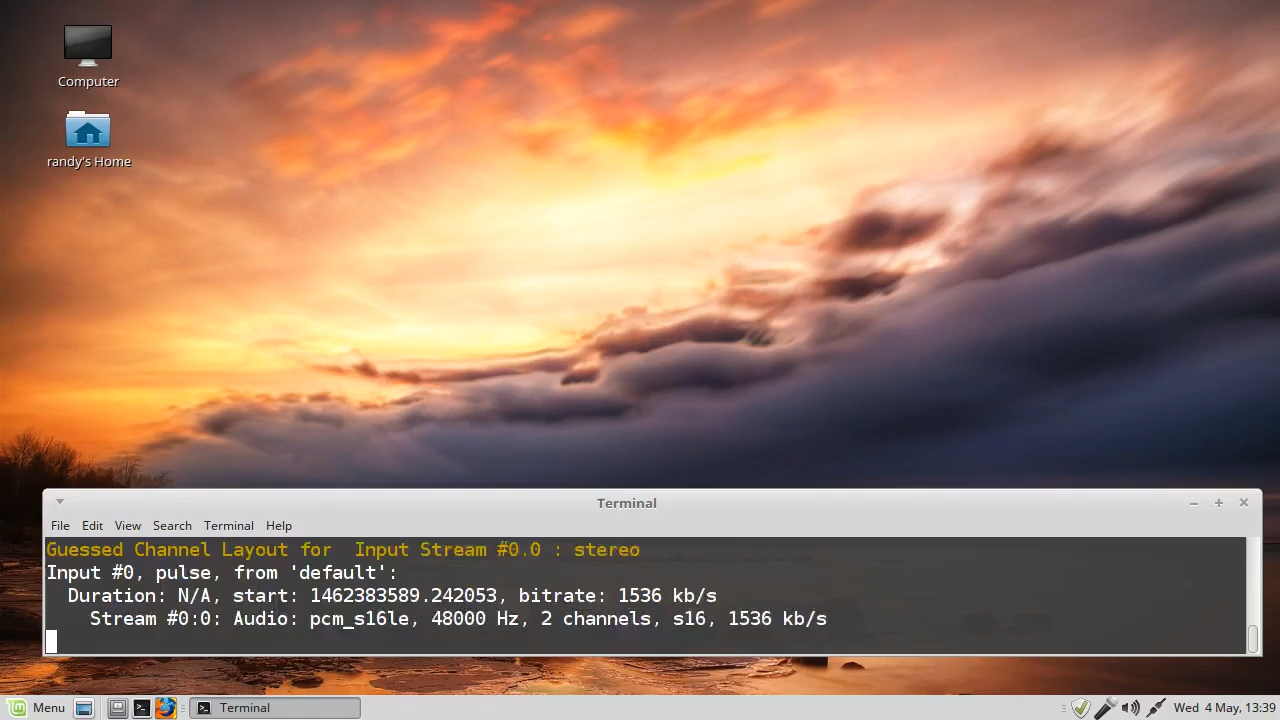 Computer
randy's Home
Terminal
File Edit View Search Terminal Help
Guessed Channel Layout for  Input Stream #0.0 : stereo
Input #0, pulse, from 'default':
  Duration: N/A, start: 1462383589.242053, bitrate: 1536 kb/s
    Stream #0:0: Audio: pcm_s16le, 48000 Hz, 2 channels, s16, 1536 kb/s
Menu Terminal Wed 4 May, 13:39